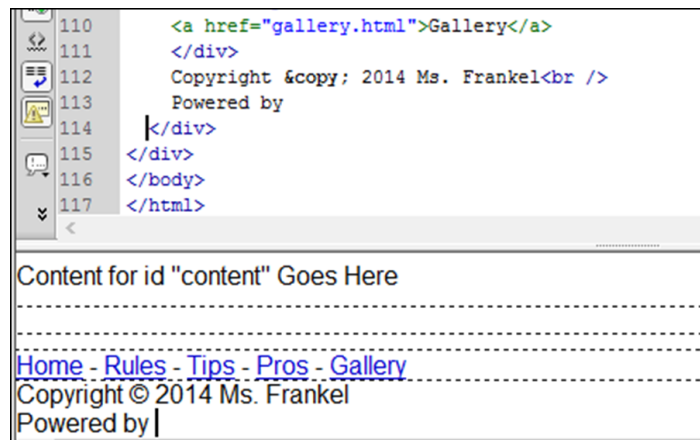 110 <a href="gallery.html">Gallery</a>
111 </div>
112 Copyright &copy; 2014 Ms. Frankel<br />
113 Powered by
114 </div>
115 </div>
116 </body>
117 </html>
Content for id "content" Goes Here
Home - Rules - Tips - Pros - Gallery
Copyright © 2014 Ms. Frankel
Powered by